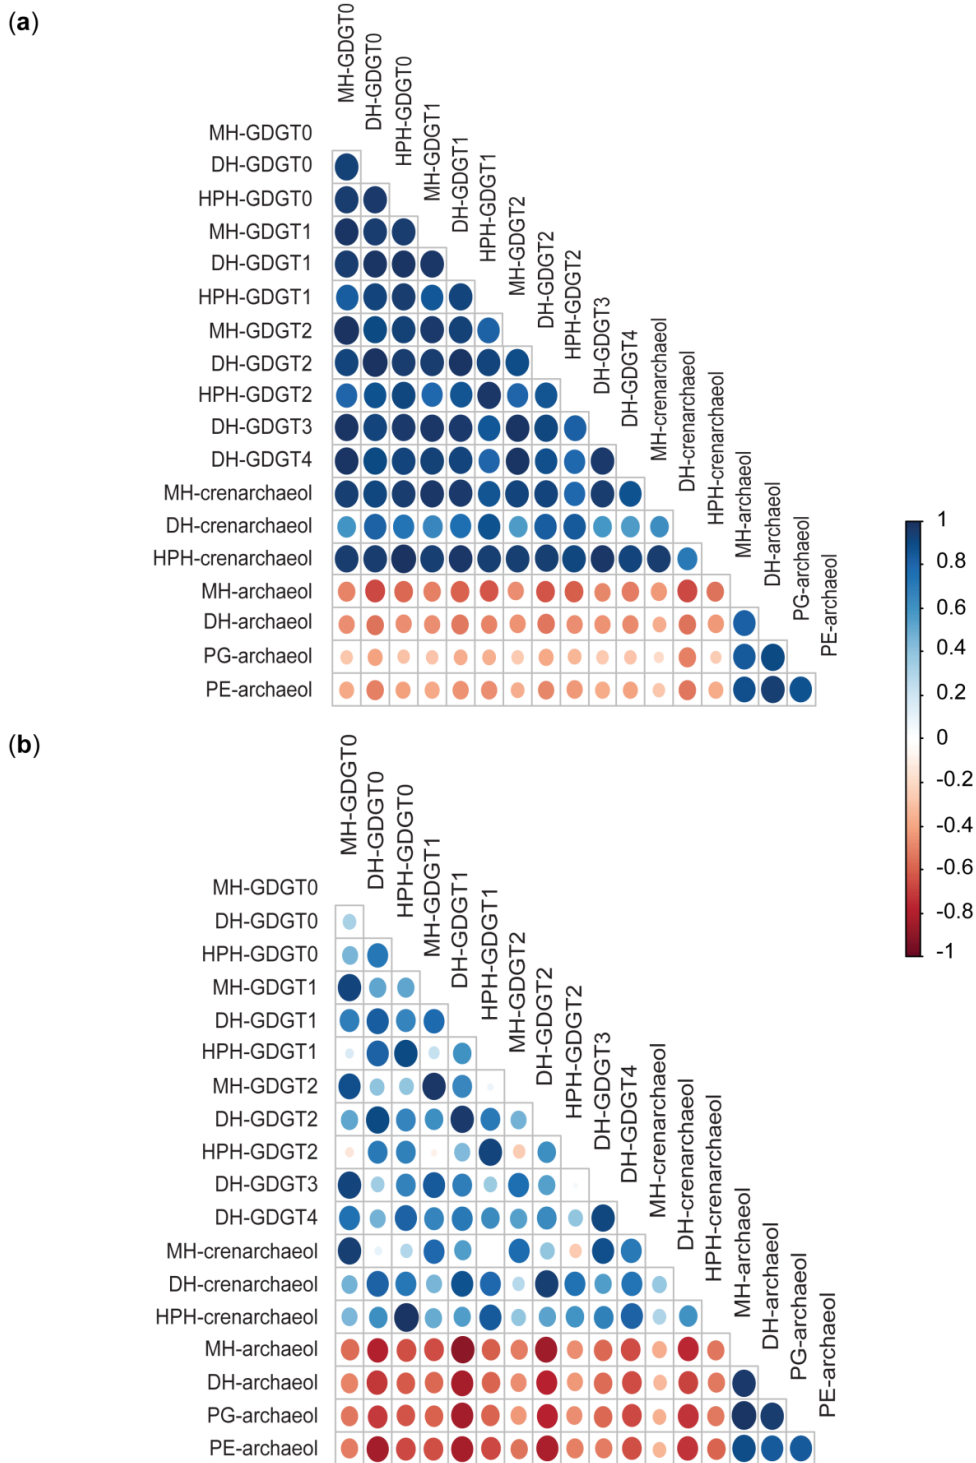 (a)
MH-GDGT0
DH-GDGT0
HPH-GDGT0
MH-GDGT1
DH-GDGT1
HPH-GDGT1
MH-GDGT2
DH-GDGT2
HPH-GDGT2
DH-GDGT3
DH-GDGT4
MH-crenarchaeol
DH-crenarchaeol
HPH-crenarchaeol
MH-archaeol
DH-archaeol
PG-archaeol
PE-archaeol
MH-GDGT0
DH-GDGT0
HPH-GDGT0
MH-GDGT1
DH-GDGT1
HPH-GDGT1
MH-GDGT2
DH-GDGT2
HPH-GDGT2
DH-GDGT3
DH-GDGT4
MH-crenarchaeol
DH-crenarchaeol
HPH-crenarchaeol
MH-archaeol
DH-archaeol
PG-archaeol
PE-archaeol
1
0.8
0.6
0.4
0.2
0
-0.2
-0.4
-0.6
-0.8
-1
(b)
MH-GDGT0
DH-GDGT0
HPH-GDGT0
MH-GDGT1
DH-GDGT1
HPH-GDGT1
MH-GDGT2
DH-GDGT2
HPH-GDGT2
DH-GDGT3
DH-GDGT4
MH-crenarchaeol
DH-crenarchaeol
HPH-crenarchaeol
MH-archaeol
DH-archaeol
PG-archaeol
PE-archaeol
MH-GDGT0
DH-GDGT0
HPH-GDGT0
MH-GDGT1
DH-GDGT1
HPH-GDGT1
MH-GDGT2
DH-GDGT2
HPH-GDGT2
DH-GDGT3
DH-GDGT4
MH-crenarchaeol
DH-crenarchaeol
HPH-crenarchaeol
MH-archaeol
DH-archaeol
PG-archaeol
PE-archaeol